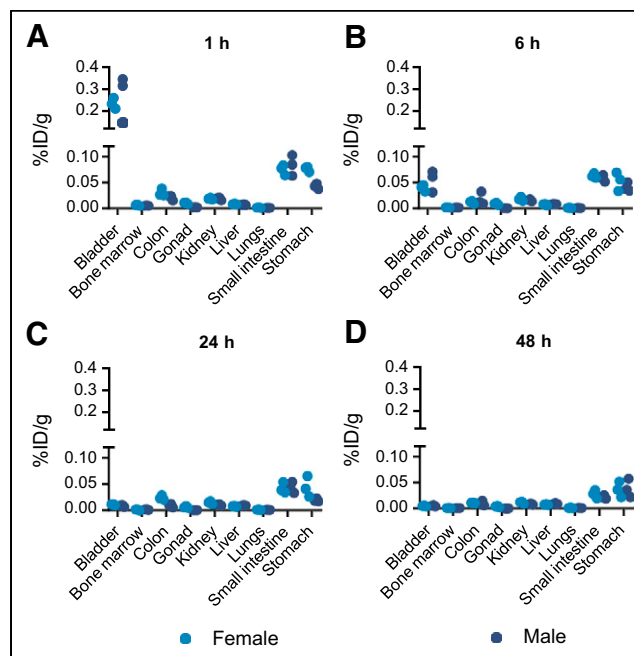 A
1 h
%ID/g
0.4
0.3
0.2
0.10
0.05
0.00
Bladder
Bone marrow
Colon
Gonad
Kidney
Liver
Lungs
Small intestine
Stomach
B
6 h
%ID/g
0.4
0.3
0.2
0.10
0.05
0.00
Bladder
Bone marrow
Colon
Gonad
Kidney
Liver
Lungs
Small intestine
Stomach
C
24 h
%ID/g
0.4
0.3
0.2
0.10
0.05
0.00
Bladder
Bone marrow
Colon
Gonad
Kidney
Liver
Lungs
Small intestine
Stomach
D
48 h
%ID/g
0.4
0.3
0.2
0.10
0.05
0.00
Bladder
Bone marrow
Colon
Gonad
Kidney
Liver
Lungs
Small intestine
Stomach
Female
Male